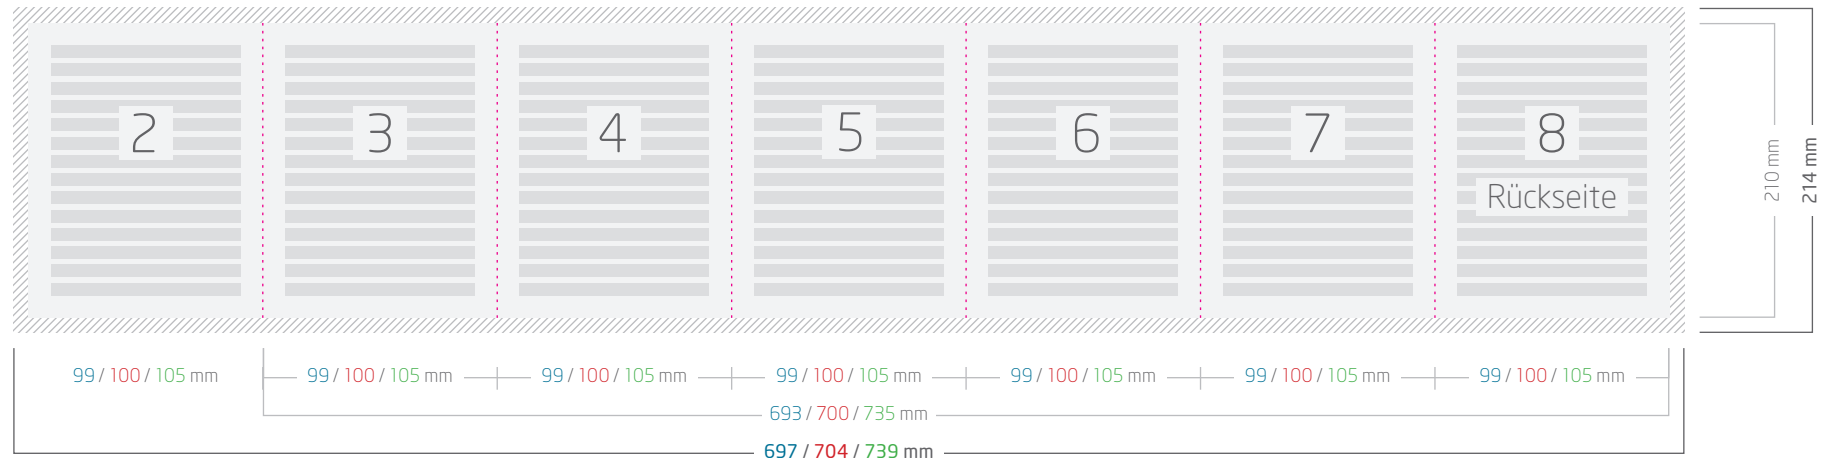 2
3
4
5
6
7
8
Rückseite
210 mm
214 mm
99 / 100 / 105 mm
99 / 100 / 105 mm
99 / 100 / 105 mm
99 / 100 / 105 mm
99 / 100 / 105 mm
99 / 100 / 105 mm
99 / 100 / 105 mm
693 / 700 / 735 mm
697 / 704 / 739 mm